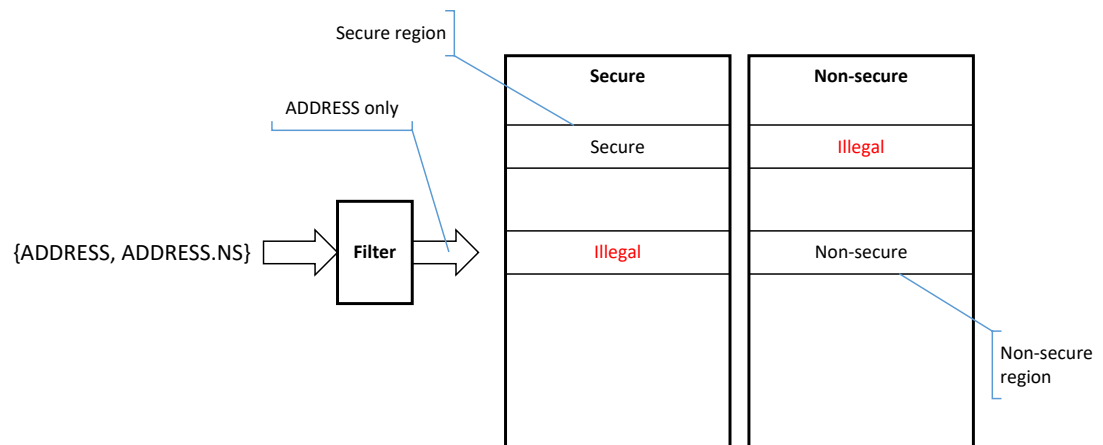 Secure region
Secure
Non-secure
ADDRESS only
Secure
Illegal
{ADDRESS, ADDRESS.NS}
Filter
Illegal
Non-secure
Non-secure
region